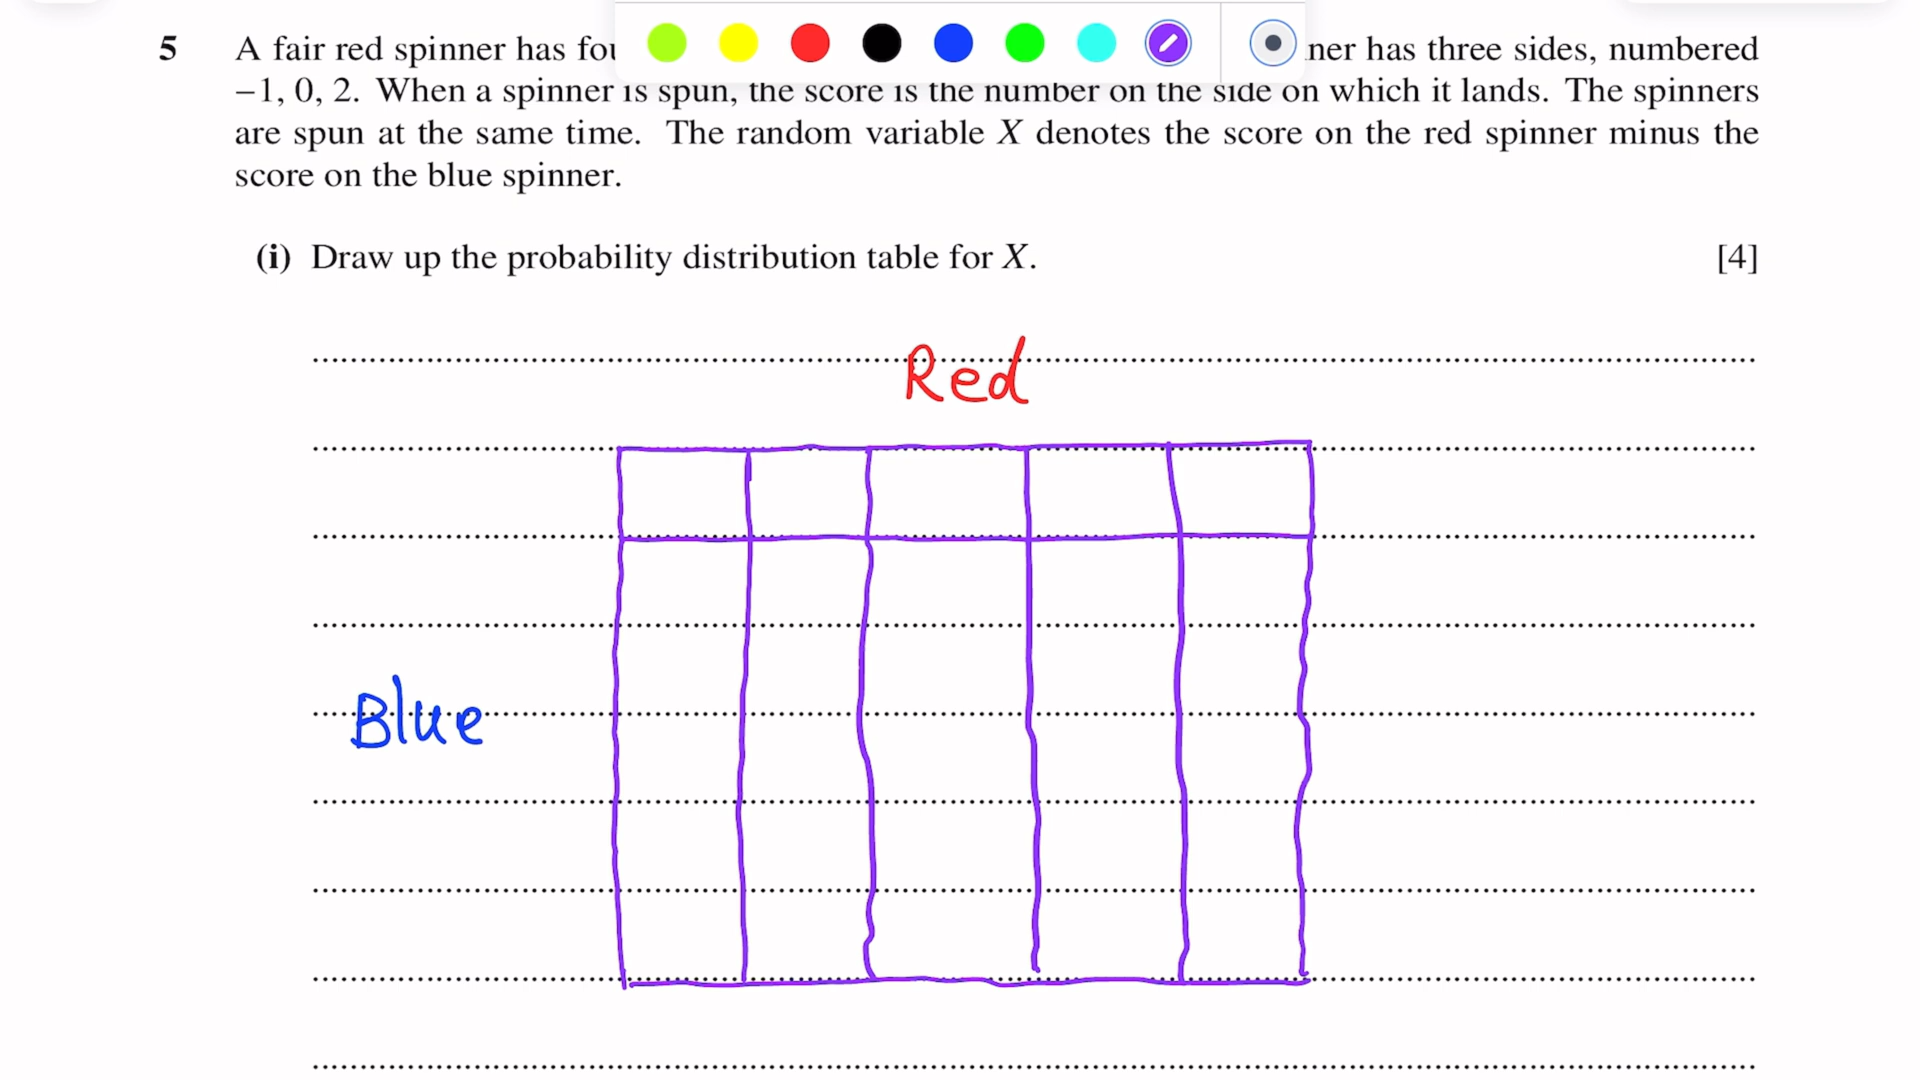 5 A fair red spinner has has three sides, numbered
−1, 0, 2. When a spinner is spun, the score is the number on the side on which it lands. The spinners
are spun at the same time. The random variable X denotes the score on the red spinner minus the
score on the blue spinner.
(i) Draw up the probability distribution table for X. [4]
Red
Blue